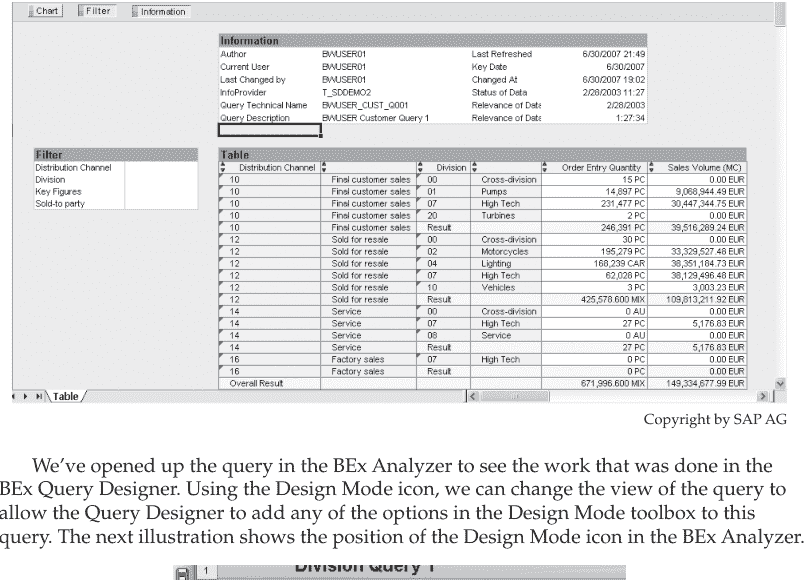 Chart Filter Information
Information
Author BWUSER01 Last Refreshed 6/30/2007 21:49
Current User BWUSER01 Key Date 6/30/2007
Last Changed by BWUSER01 Changed At 6/30/2007 19:02
InfoProvider T_SDDEMO2 Status of Data 2/28/2003 11:27
Query Technical Name BWUSER_CUST_Q001 Relevance of Data 2/28/2003
Query Description BWUSER Customer Query 1 Relevance of Data 1:27:34
Filter
Distribution Channel
Division
Key Figures
Sold-to party
Table
Distribution Channel Division Order Entry Quantity Sales Volume (MC)
10 Final customer sales 00 Cross-division 15 PC 0.00 EUR
10 Final customer sales 01 Pumps 14,897 PC 9,068,944.49 EUR
10 Final customer sales 07 High Tech 231,477 PC 30,447,344.75 EUR
10 Final customer sales 20 Turbines 2 PC 0.00 EUR
10 Final customer sales Result 246,391 PC 39,516,289.24 EUR
12 Sold for resale 00 Cross-division 30 PC 0.00 EUR
12 Sold for resale 02 Motorcycles 195,279 PC 33,329,527.46 EUR
12 Sold for resale 04 Lighting 168,239 CAR 38,351,184.73 EUR
12 Sold for resale 07 High Tech 62,028 PC 38,129,496.48 EUR
12 Sold for resale 10 Vehicles 3 PC 3,003.23 EUR
12 Sold for resale Result 425,578.600 MIX 109,813,211.92 EUR
14 Service 00 Cross-division 0 AU 0.00 EUR
14 Service 07 High Tech 27 PC 5,176.83 EUR
14 Service 08 Service 0 AU 0.00 EUR
14 Service Result 27 PC 5,176.83 EUR
16 Factory sales 07 High Tech 0 PC 0.00 EUR
16 Factory sales Result 0 PC 0.00 EUR
Overall Result 671,996.600 MIX 149,334,677.99 EUR
Table
Copyright by SAP AG
We've opened up the query in the BEx Analyzer to see the work that was done in the
BEx Query Designer. Using the Design Mode icon, we can change the view of the query to
allow the Query Designer to add any of the options in the Design Mode toolbox to this
query. The next illustration shows the position of the Design Mode icon in the BEx Analyzer.
1 Division Query 1